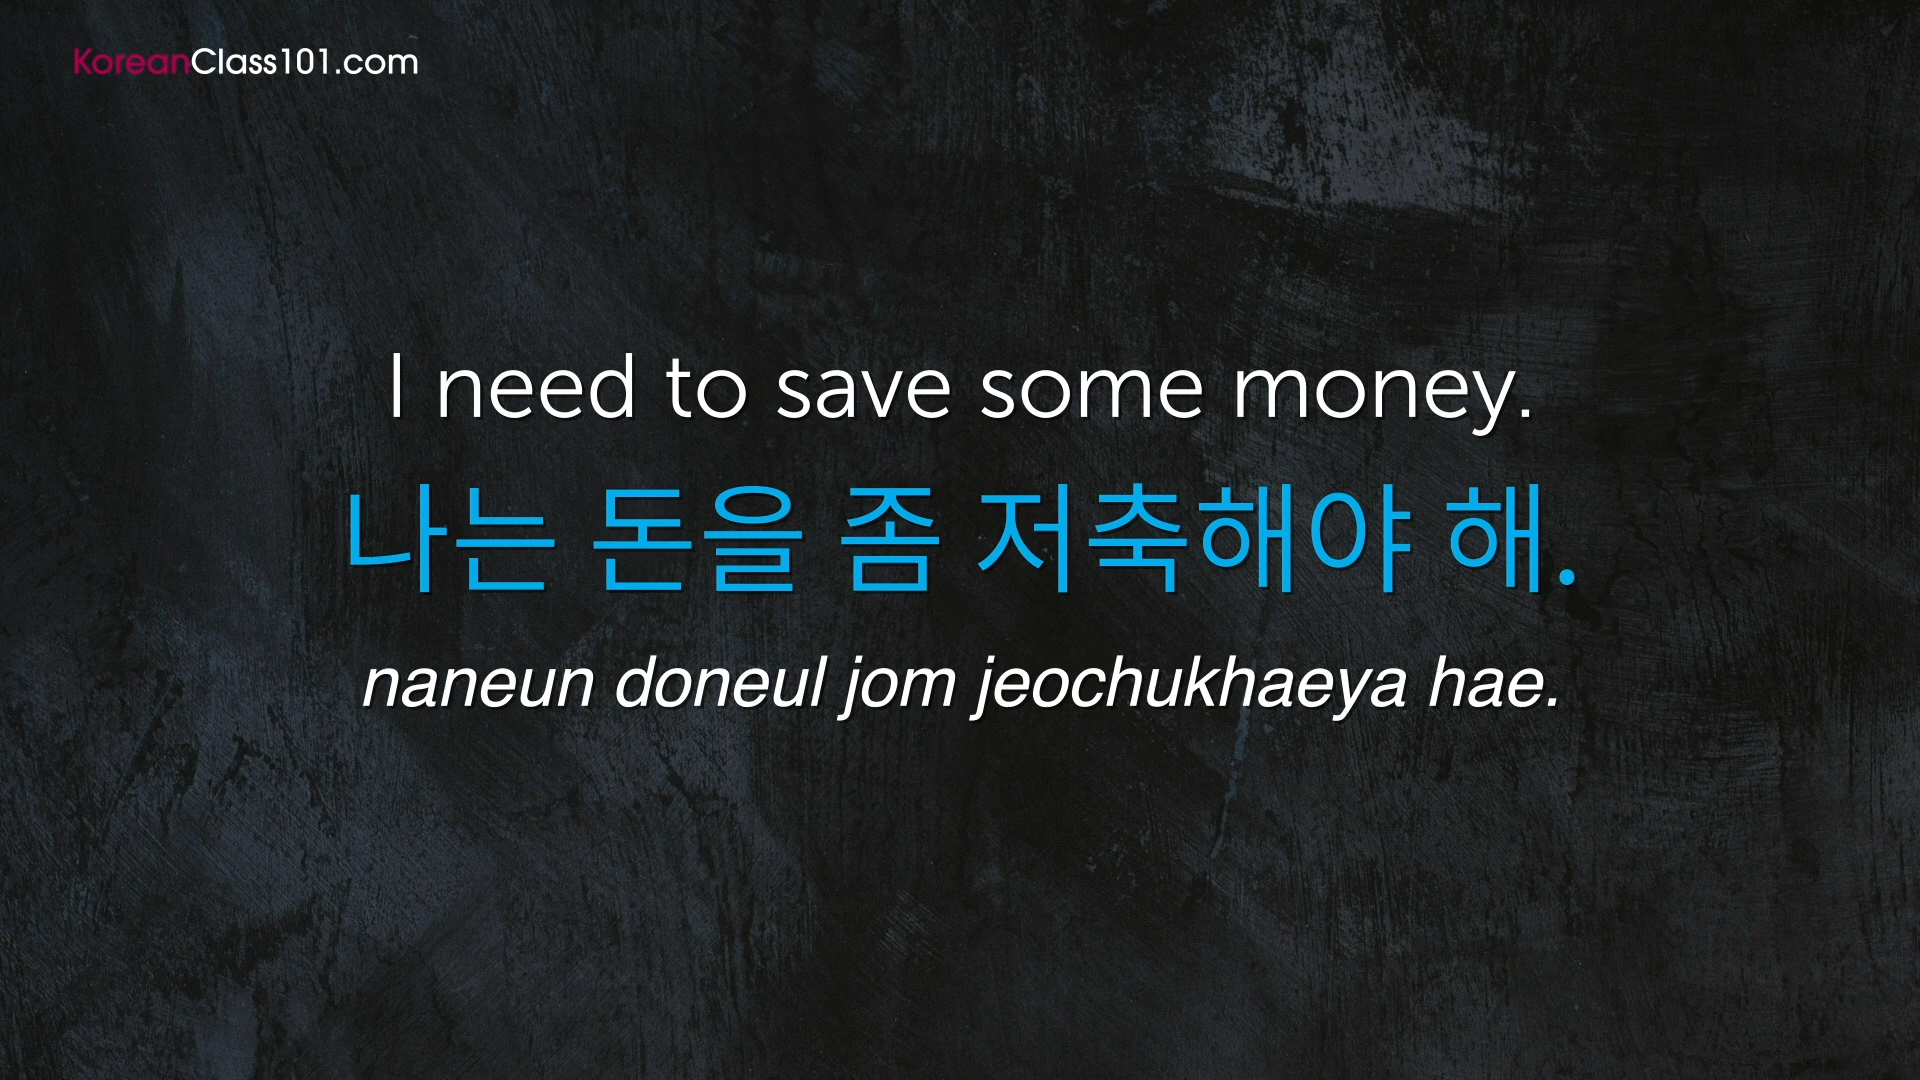 KoreanClass101.com
I need to save some money.
나는 돈을 좀 저축해야 해.
naneun doneul jom jeochukhaeya hae.